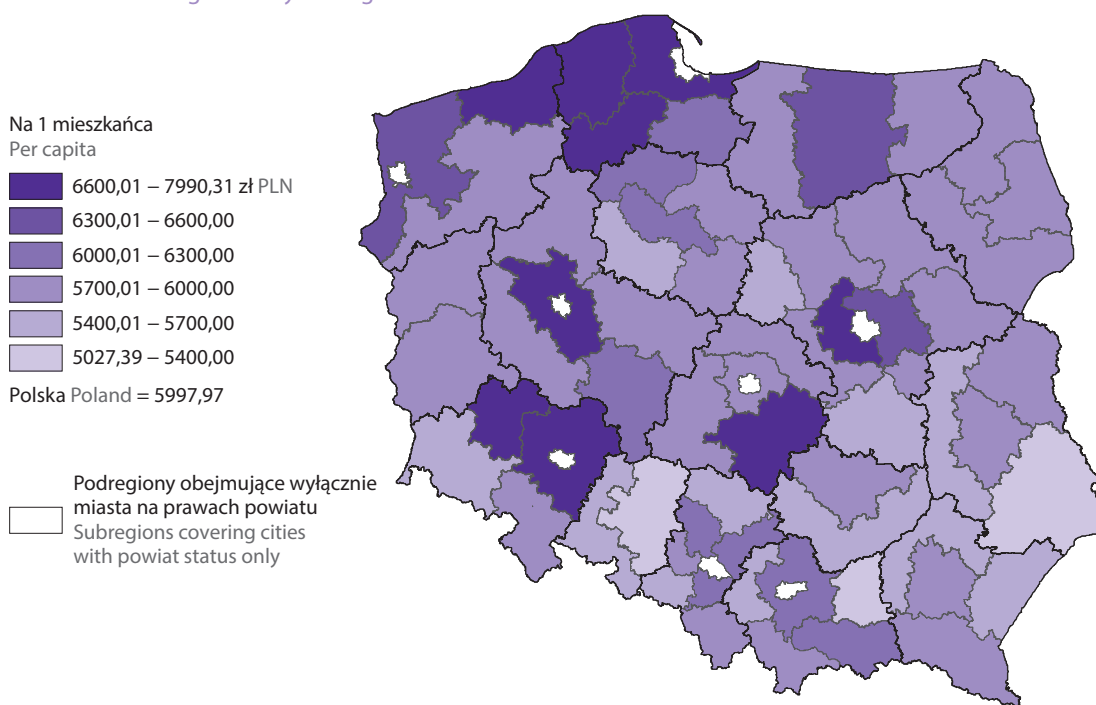 Na 1 mieszkańca
Per capita
6600,01 – 7990,31 zł PLN
6300,01 – 6600,00
6000,01 – 6300,00
5700,01 – 6000,00
5400,01 – 5700,00
5027,39 – 5400,00
Polska Poland = 5997,97
Podregiony obejmujące wyłącznie
miasta na prawach powiatu
Subregions covering cities
with powiat status only